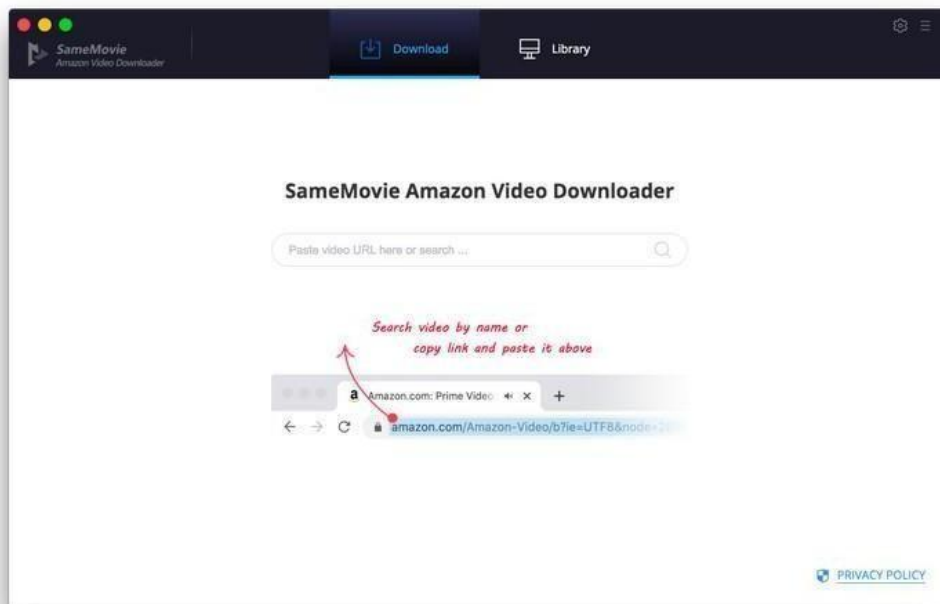 SameMovie
Amazon Video Downloader
Download
Library
SameMovie Amazon Video Downloader
Paste video URL here or search ...
Search video by name or
copy link and paste it above
a Amazon.com: Prime Video
amazon.com/Amazon-Video/b?ie=UTF8&node=
PRIVACY POLICY